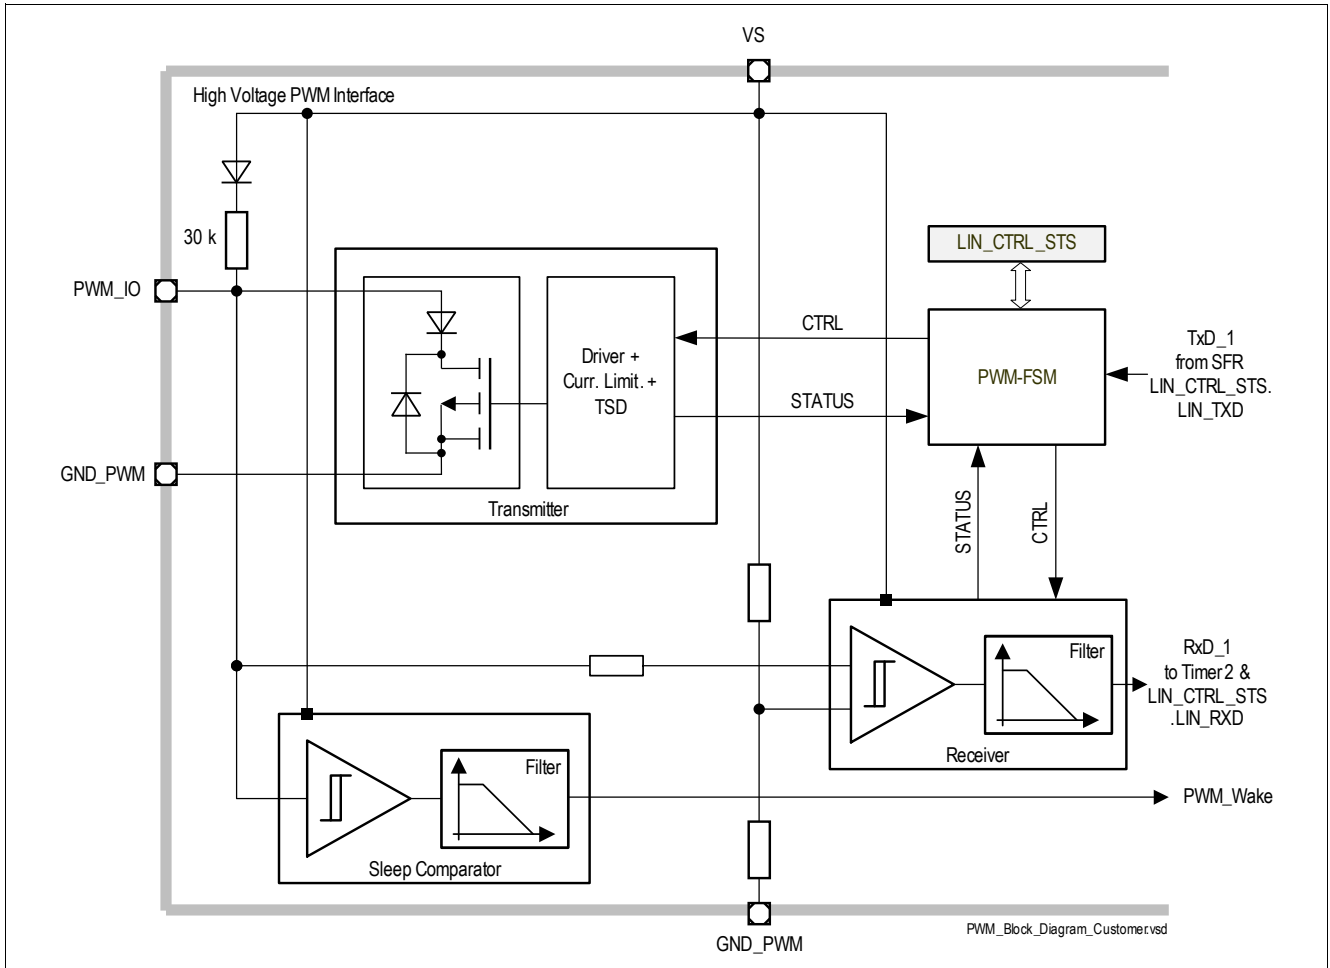 VS
High Voltage PWM Interface
30 k
LIN_CTRL_STS
PWM_IO
CTRL
TxD_1
from SFR
LIN_CTRL_STS.
LIN_TXD
Driver +
Curr. Limit. +
TSD
PWM-FSM
STATUS
GND_PWM
Transmitter
STATUS
CTRL
Filter
RxD_1
to Timer2 &
LIN_CTRL_STS
.LIN_RXD
Receiver
Filter
PWM_Wake
Sleep Comparator
GND_PWM
PWM_Block_Diagram_Customer.vsd